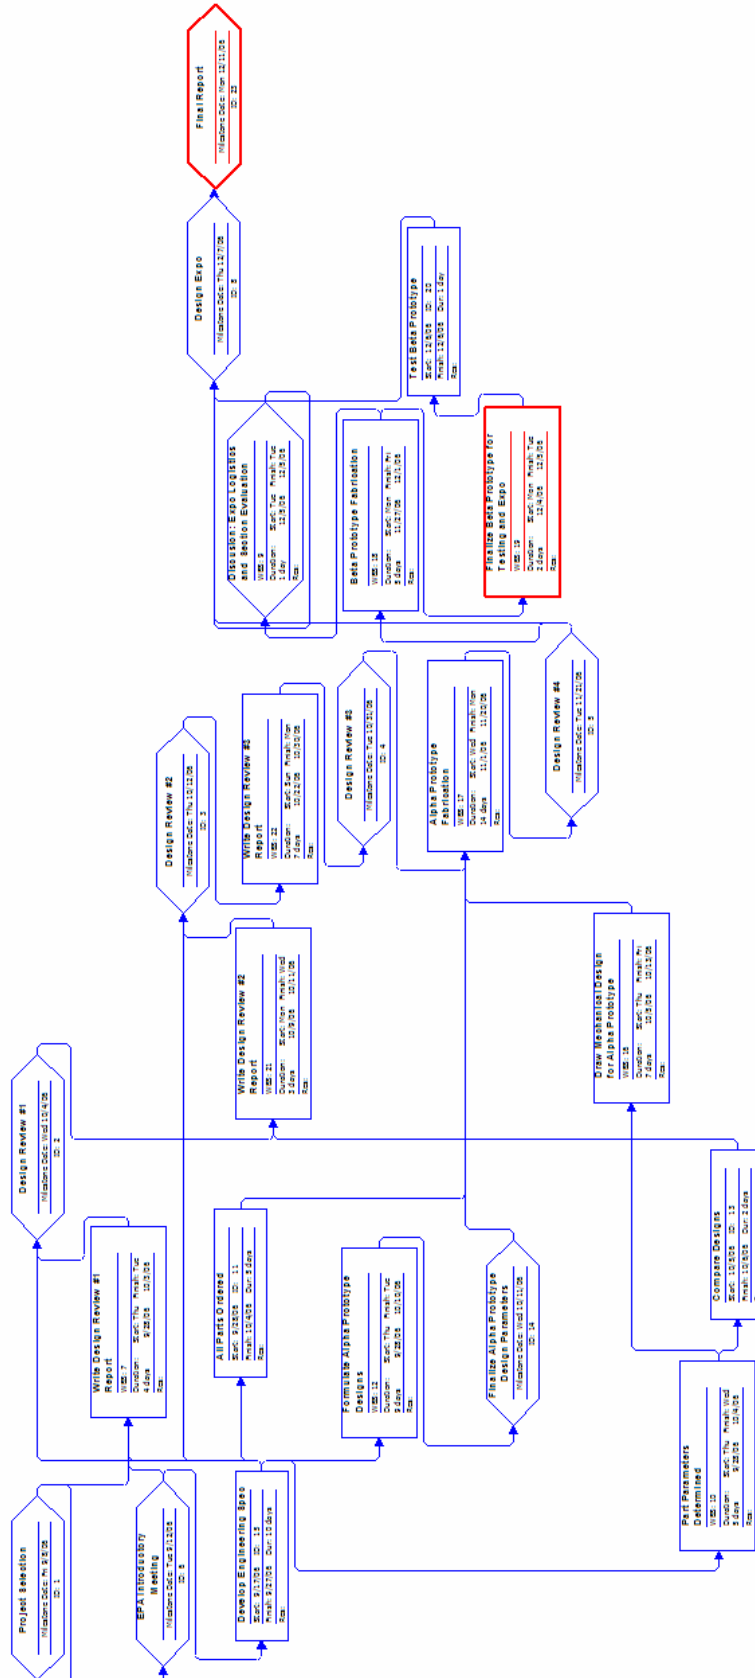 Project Selection
Milestone Date: Fri 9/8/06
ID: 1
Design Review #1
Milestone Date: Wed 10/4/06
ID: 2
Write Design Review #1
Report
WBS: 7
Duration: Start: Thu Finish: Tue
4 days 9/28/06 10/3/06
Res:
EPA Introductory
Meeting
Milestone Date: Tue 9/12/06
ID: 6
Design Review #2
Milestone Date: Thu 10/12/06
ID: 3
Final Report
Milestone Date: Mon 12/11/06
ID: 23
Design Expo
Milestone Date: Thu 12/7/06
Develop Engineering Spec
Start: 9/17/06 ID: 15
Finish: 9/27/06 Dur: 10 days
Res:
All Parts Ordered
Start: 9/28/06 ID: 11
Finish: 10/4/06 Dur: 5 days
Res:
Write Design Review #2
Report
WBS: 21
Duration: Start: Mon Finish: Wed
3 days 10/9/06 10/11/06
Res:
Write Design Review #3
Report
WBS: 22
Duration: Start: Sun Finish: Mon
7 days 10/22/06 10/30/06
Res:
Discusion: Expo Logistics
and Section Evaluation
WBS: 9
Duration: Start: Tue Finish: Tue
1 day 12/5/06 12/5/06
Res:
Formulate Alpha Prototype
Designs
WBS: 12
Duration: Start: Thu Finish: Tue
9 days 9/28/06 10/10/06
Res:
Design Review #3
Milestone Date: Tue 10/31/06
ID: 4
Beta Prototype Fabrication
WBS: 18
Duration: Start: Mon Finish: Fri
5 days 11/27/06 12/1/06
Res:
Test Beta Prototype
Start: 12/6/06 ID: 20
Finish: 12/6/06 Dur: 1 day
Res:
Finalize Alpha Prototype
Design Parameters
Milestone Date: Wed 10/11/06
ID: 14
Alpha Prototype
Fabrication
WBS: 17
Duration: Start: Wed Finish: Mon
14 days 11/1/06 11/20/06
Res:
Finalize Beta Prototype for
Testing and Expo
WBS: 19
Duration: Start: Mon Finish: Tue
2 days 12/4/06 12/5/06
Res:
Design Review #4
Milestone Date: Tue 11/21/06
ID: 5
Draw Mechanical Design
for Alpha Prototype
WBS: 16
Duration: Start: Thu Finish: Fri
7 days 10/5/06 10/13/06
Res:
Part Parameters
Determined
WBS: 10
Duration: Start: Thu Finish: Wed
5 days 9/28/06 10/4/06
Res:
Compare Designs
Start: 10/5/06 ID: 13
Finish: 10/6/06 Dur: 2 days